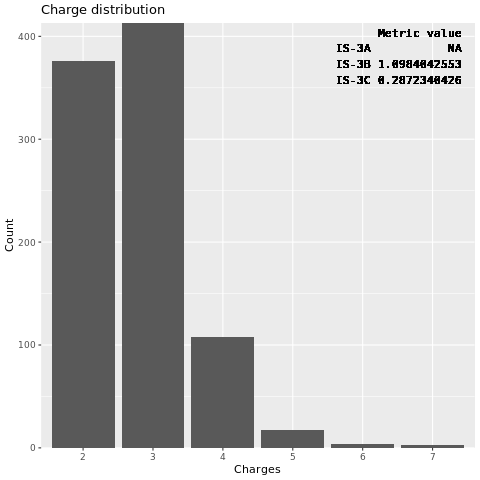 Charge distribution
Metric value
IS-3A NA
IS-3B 1.0984042553
IS-3C 0.2872340426
400
300
200
100
0
Count
2 3 4 5 6 7
Charges